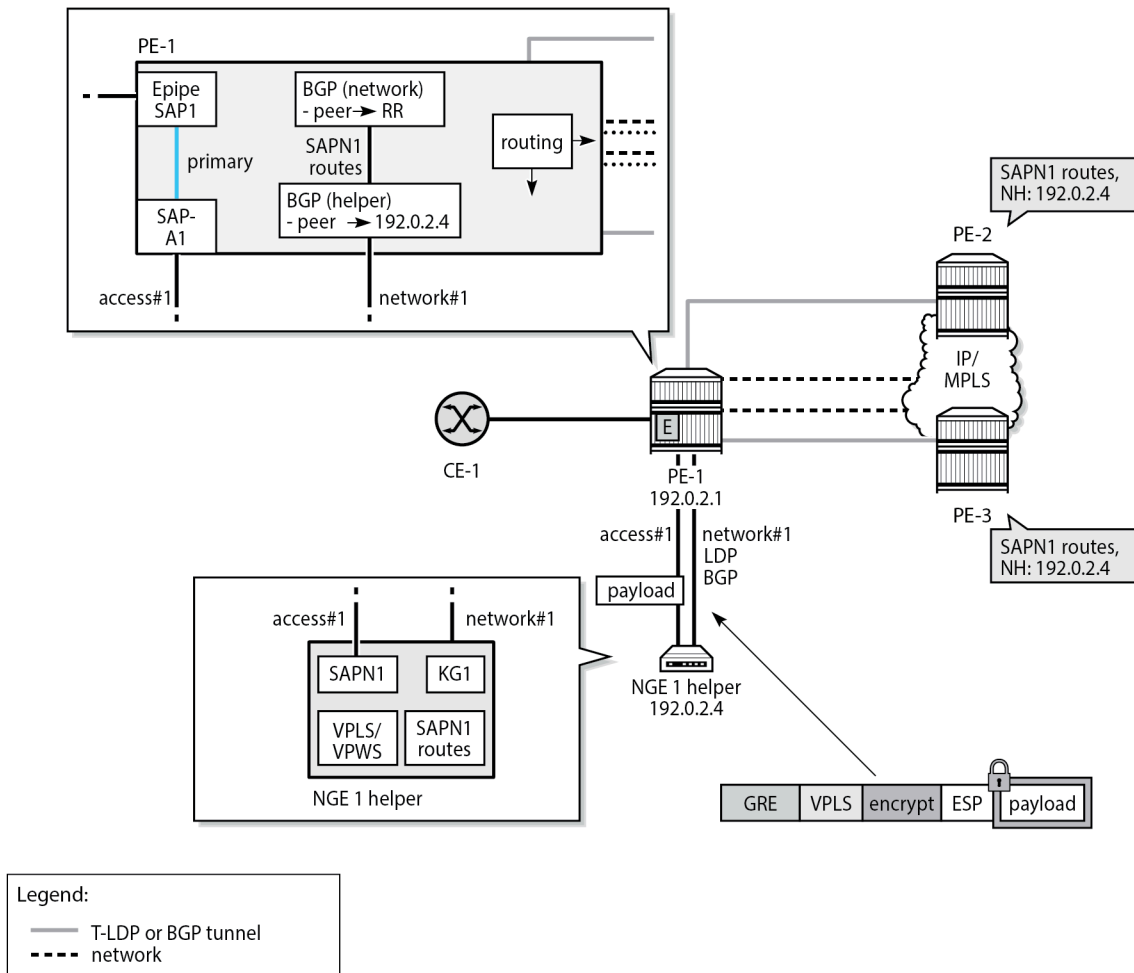 PE-1
Epipe
SAP1
BGP (network)
- peer→ RR
primary
SAPN1
routes
routing
BGP (helper)
- peer → 192.0.2.4
SAP-
A1
access#1
network#1
SAPN1 routes,
NH: 192.0.2.4
PE-2
IP/
MPLS
E
CE-1
PE-1
192.0.2.1
PE-3
SAPN1 routes,
NH: 192.0.2.4
access#1
network#1
LDP
BGP
payload
NGE 1 helper
192.0.2.4
access#1
network#1
SAPN1
KG1
VPLS/
VPWS
SAPN1
routes
NGE 1 helper
GRE VPLS encrypt ESP payload
Legend:
T-LDP or BGP tunnel
network